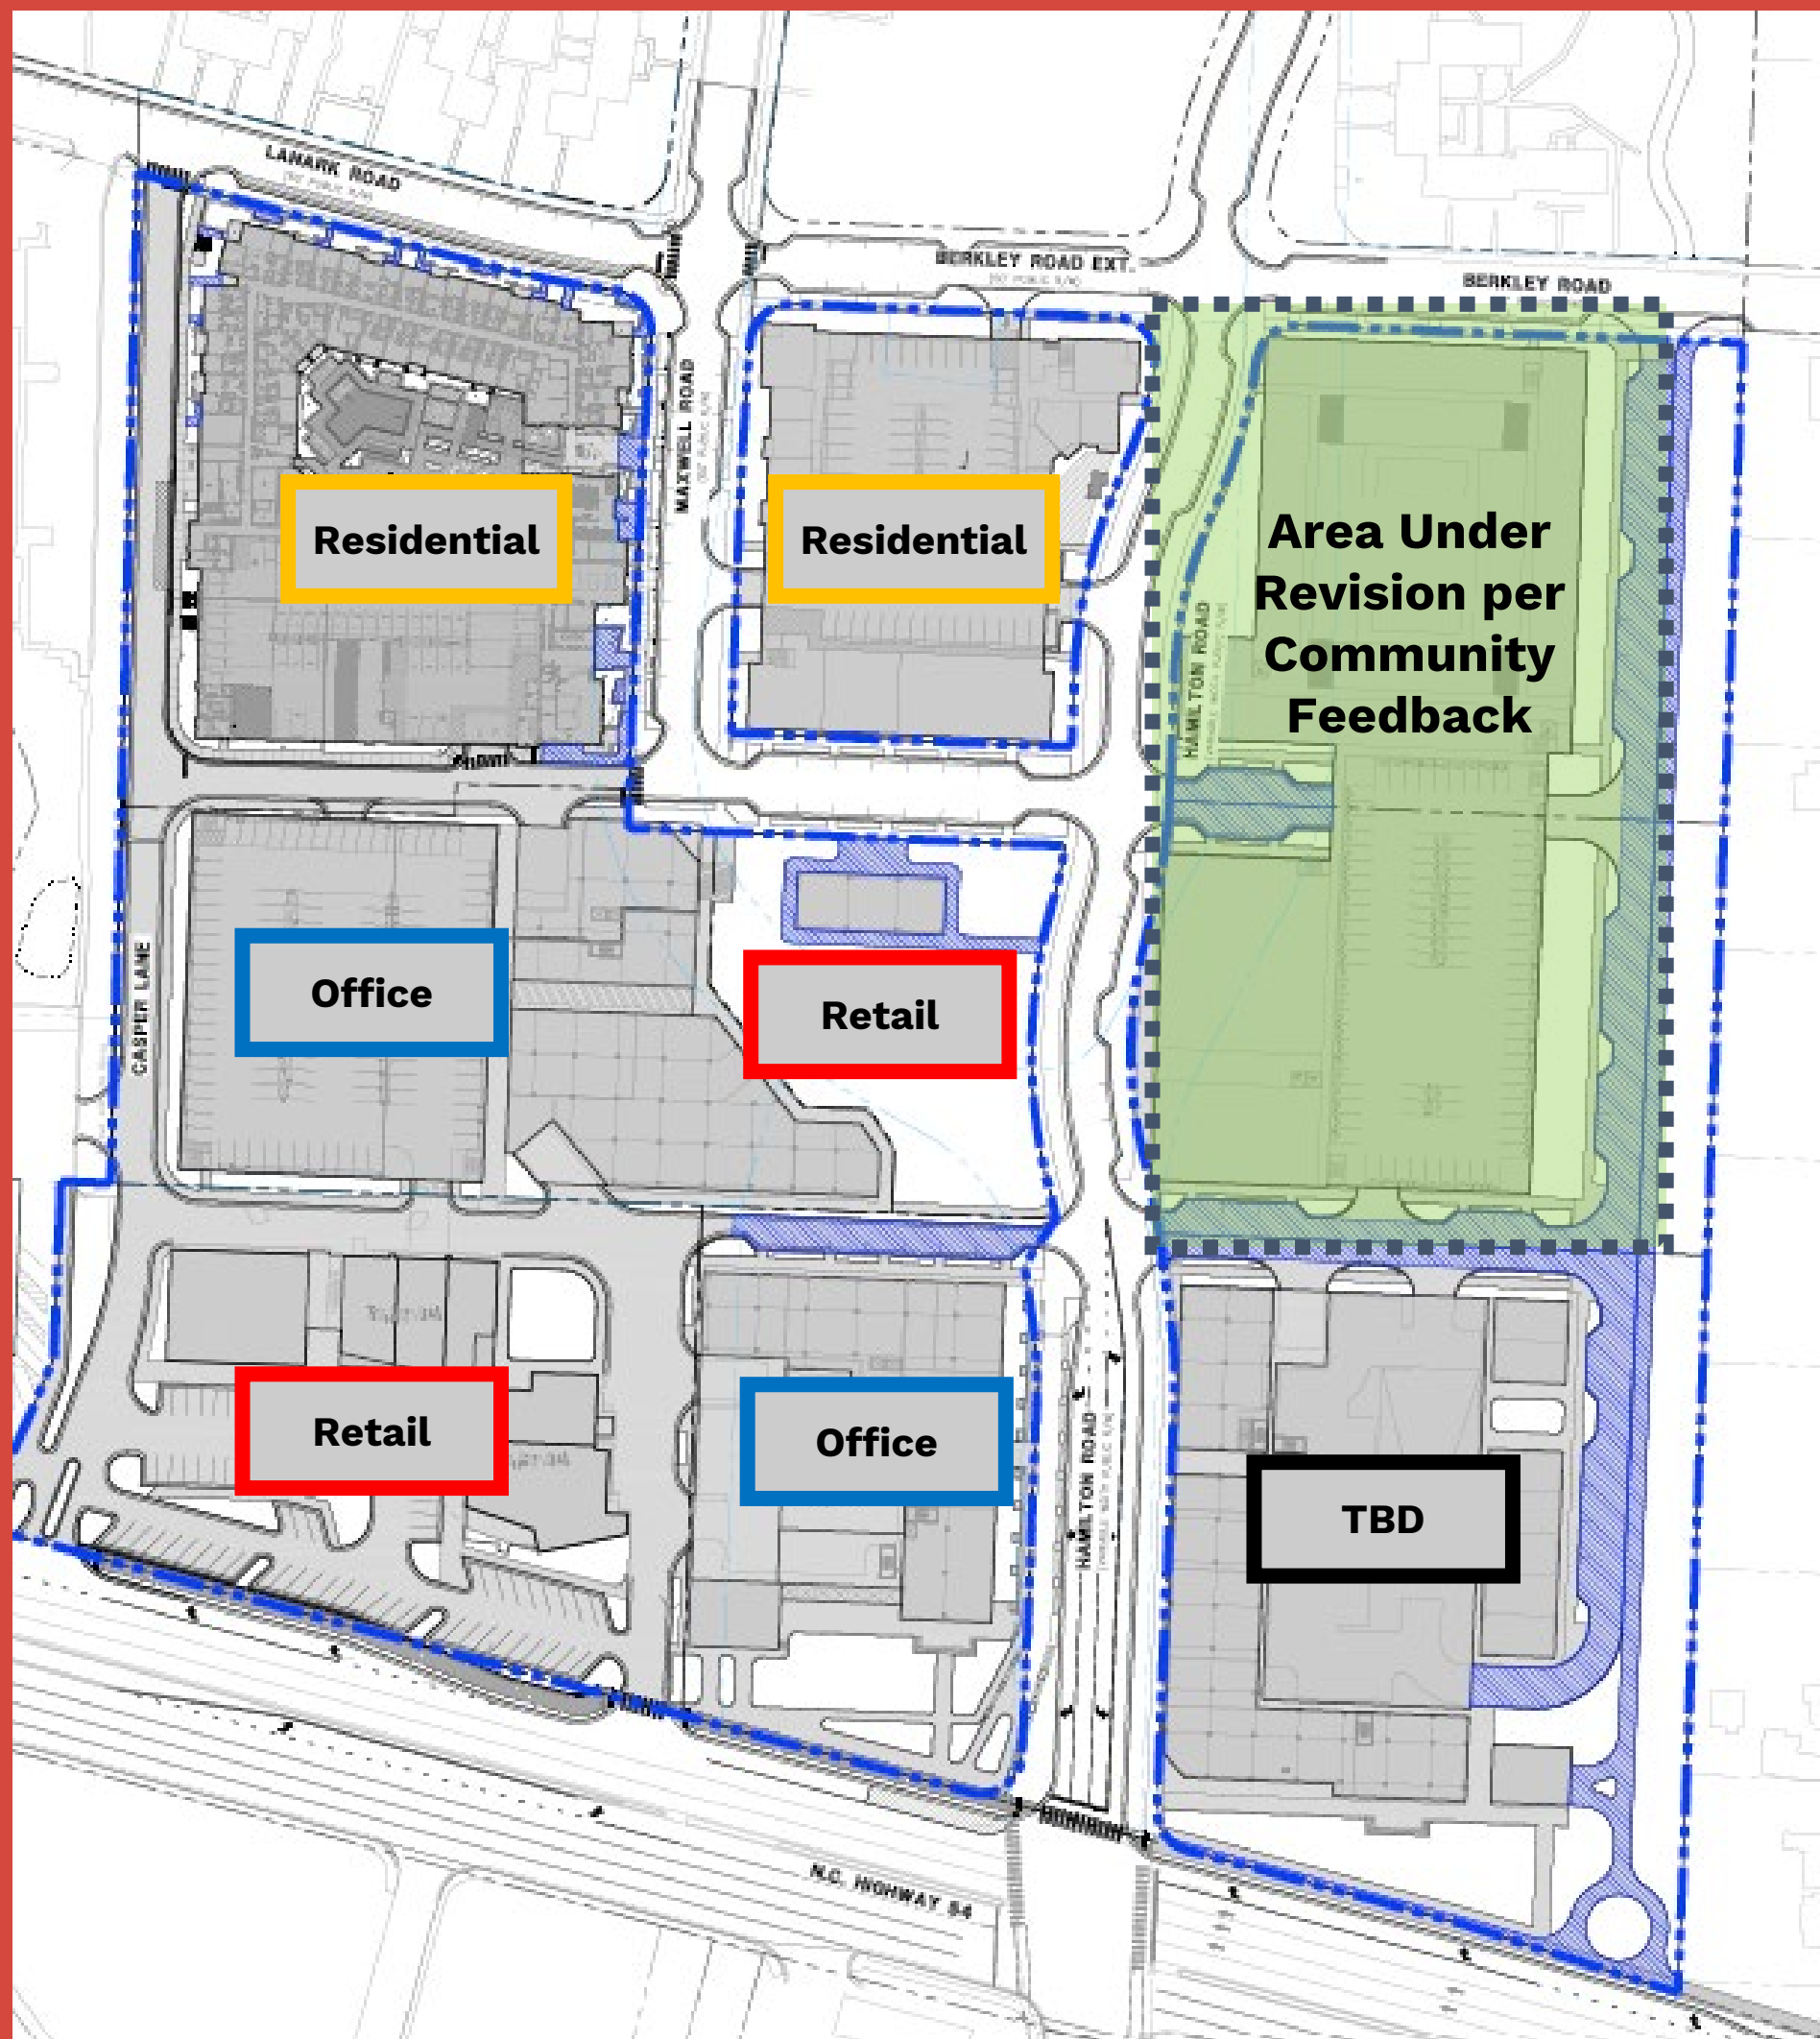 LANARK ROAD
BERKLEY ROAD EXT.
BERKLEY ROAD
MAXWELL ROAD
Residential
Residential
Area Under
Revision per
Community
Feedback
HAMILTON ROAD
CASPER LANE
Office
Retail
Retail
Office
HAMILTON ROAD
TBD
N.C. HIGHWAY 54